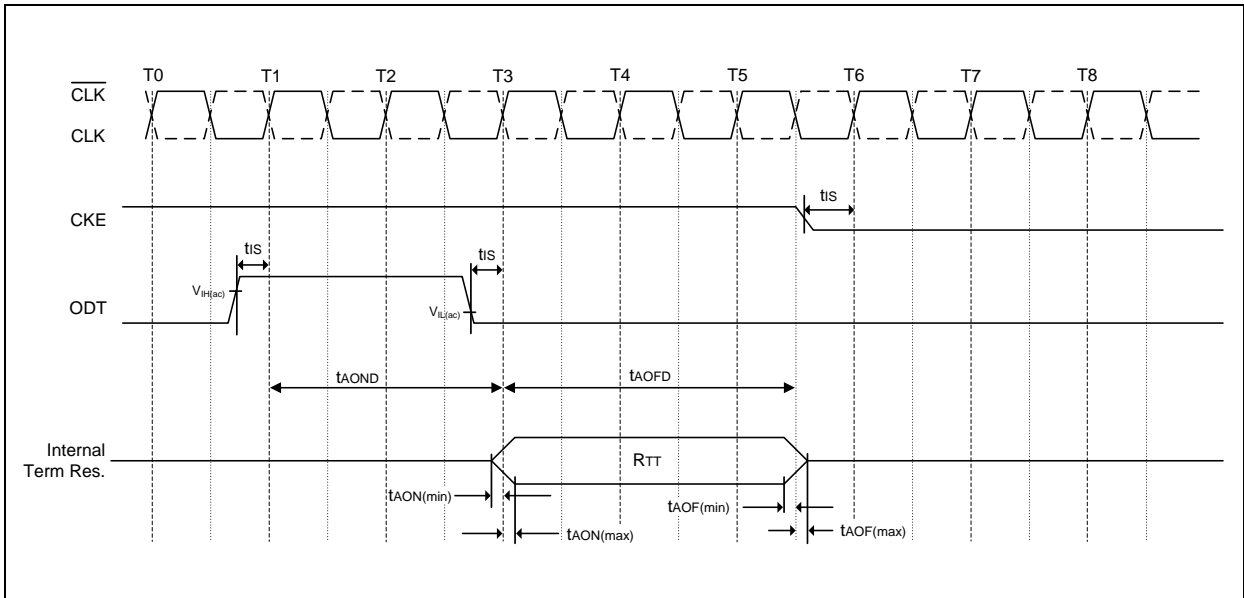 T0 T1 T2 T3 T4 T5 T6 T7 T8
CLK
CLK
CKE
tIS
tIS
tIS
VIH(ac)
ODT
VIL(ac)
tAOND
tAOFD
Internal
Term Res.
RTT
tAON(min)
tAOF(min)
tAON(max)
tAOF(max)